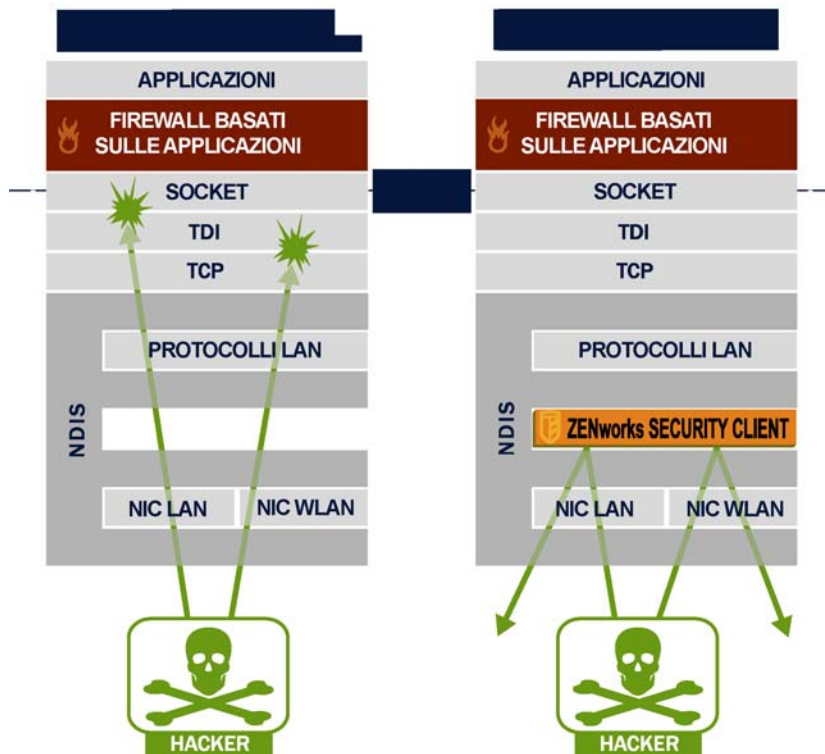 APPLICAZIONI
FIREWALL BASATI
SULLE APPLICAZIONI
SOCKET
TDI
TCP
PROTOCOLLI LAN
NDIS
NIC LAN
NIC WLAN
HACKER
APPLICAZIONI
FIREWALL BASATI
SULLE APPLICAZIONI
SOCKET
TDI
TCP
PROTOCOLLI LAN
NDIS
ZENworks SECURITY CLIENT
NIC LAN
NIC WLAN
HACKER